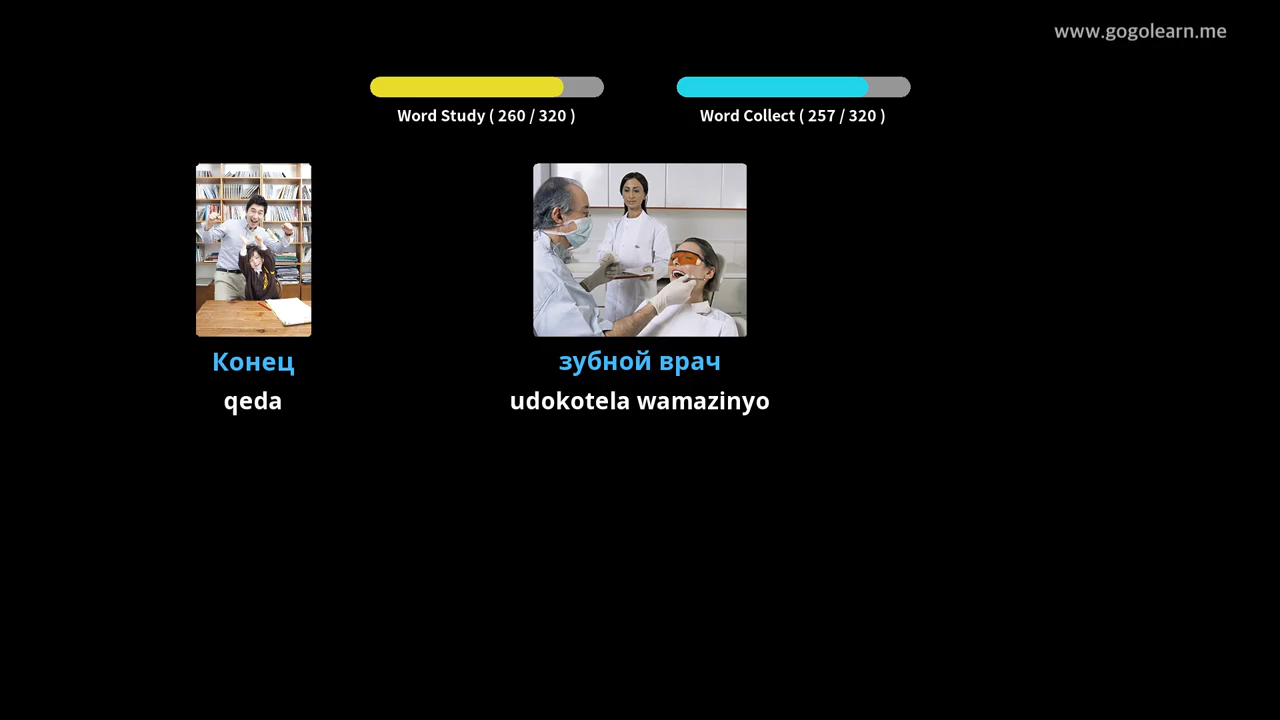 www.gogolearn.me
Word Study ( 260 / 320 )
Word Collect ( 257 / 320 )
Конец
зубной врач
qeda
udokotela wamazinyo